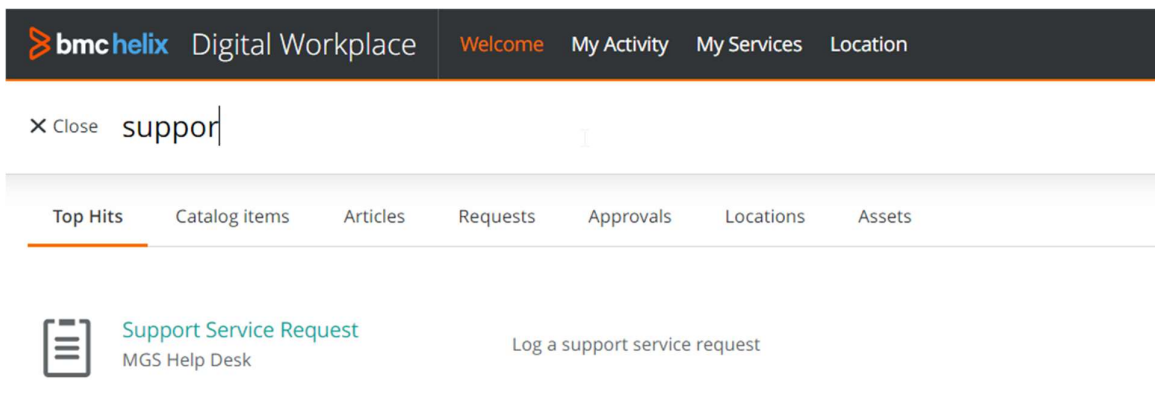 bmc helix Digital Workplace Welcome My Activity My Services Location
Close suppor
Top Hits Catalog items Articles Requests Approvals Locations Assets
Support Service Request
MGS Help Desk
Log a support service request